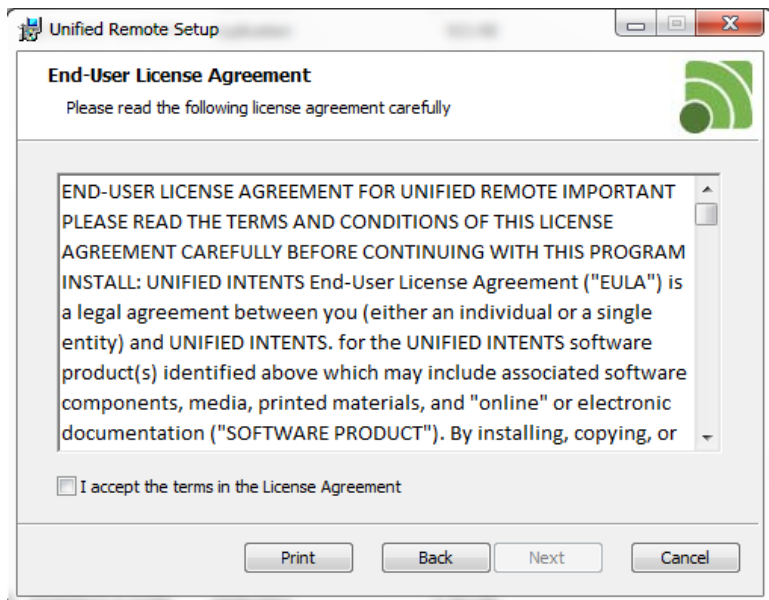 Unified Remote Setup
End-User License Agreement
Please read the following license agreement carefully
END-USER LICENSE AGREEMENT FOR UNIFIED REMOTE IMPORTANT
PLEASE READ THE TERMS AND CONDITIONS OF THIS LICENSE
AGREEMENT CAREFULLY BEFORE CONTINUING WITH THIS PROGRAM
INSTALL: UNIFIED INTENTS End-User License Agreement ("EULA") is
a legal agreement between you (either an individual or a single
entity) and UNIFIED INTENTS. for the UNIFIED INTENTS software
product(s) identified above which may include associated software
components, media, printed materials, and "online" or electronic
documentation ("SOFTWARE PRODUCT"). By installing, copying, or
I accept the terms in the License Agreement
Print Back Next Cancel